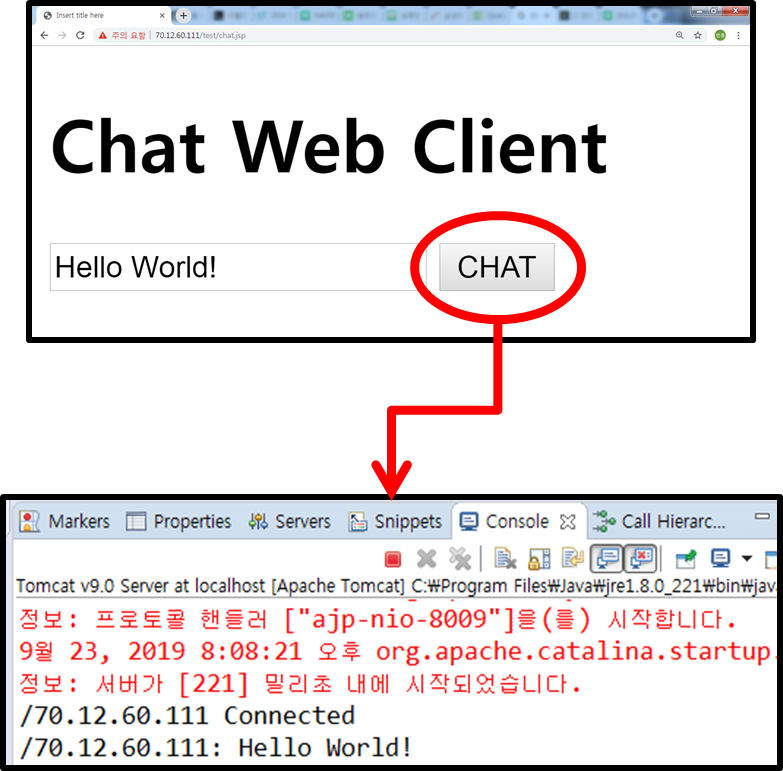 Insert title here
주의 요함 | 70.12.60.111/test/chat.jsp
Chat Web Client
Hello World!
CHAT
Markers Properties Servers Snippets Console Call Hierarc...
Tomcat v9.0 Server at localhost [Apache Tomcat] C:₩Program Files₩Java₩jre1.8.0_221₩bin₩java
정보: 프로토콜 핸들러 ["ajp-nio-8009"]을(를) 시작합니다.
9월 23, 2019 8:08:21 오후 org.apache.catalina.startup.
정보: 서버가 [221] 밀리초 내에 시작되었습니다.
/70.12.60.111 Connected
/70.12.60.111: Hello World!